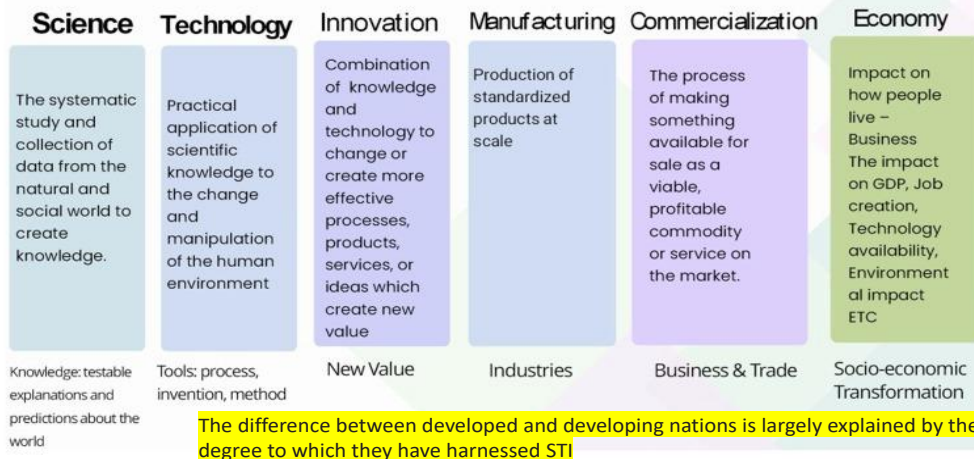 Science
Technology
Innovation
Manufacturing
Commercialization
Economy
The systematic
study and
collection of
data from the
natural and
social world to
create
knowledge.
Practical
application of
scientific
knowledge to
the change
and
manipulation
of the human
environment
Combination
of knowledge
and
technology to
change or
create more
effective
processes,
products,
services, or
ideas which
create new
value
Production of
standardized
products at
scale
The process
of making
something
available for
sale as a
viable,
profitable
commodity
or service on
the market.
Impact on
how people
live –
Business
The impact
on GDP, Job
creation,
Technology
availability,
Environment
al impact
ETC
Knowledge: testable
explanations and
predictions about the
world
Tools: process,
invention, method
New Value
Industries
Business & Trade
Socio-economic
Transformation
The difference between developed and developing nations is largely explained by the
degree to which they have harnessed STI